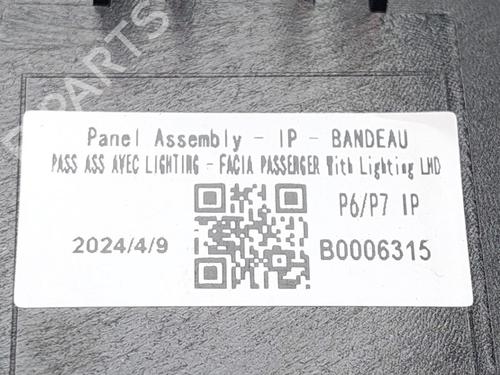 Panel Assembly - IP - BANDEAU
PASS ASS AVEC LIGHTING - FACIA PASSENGER With Lighting LHD
P6/P7 IP
2024/4/9
B0006315